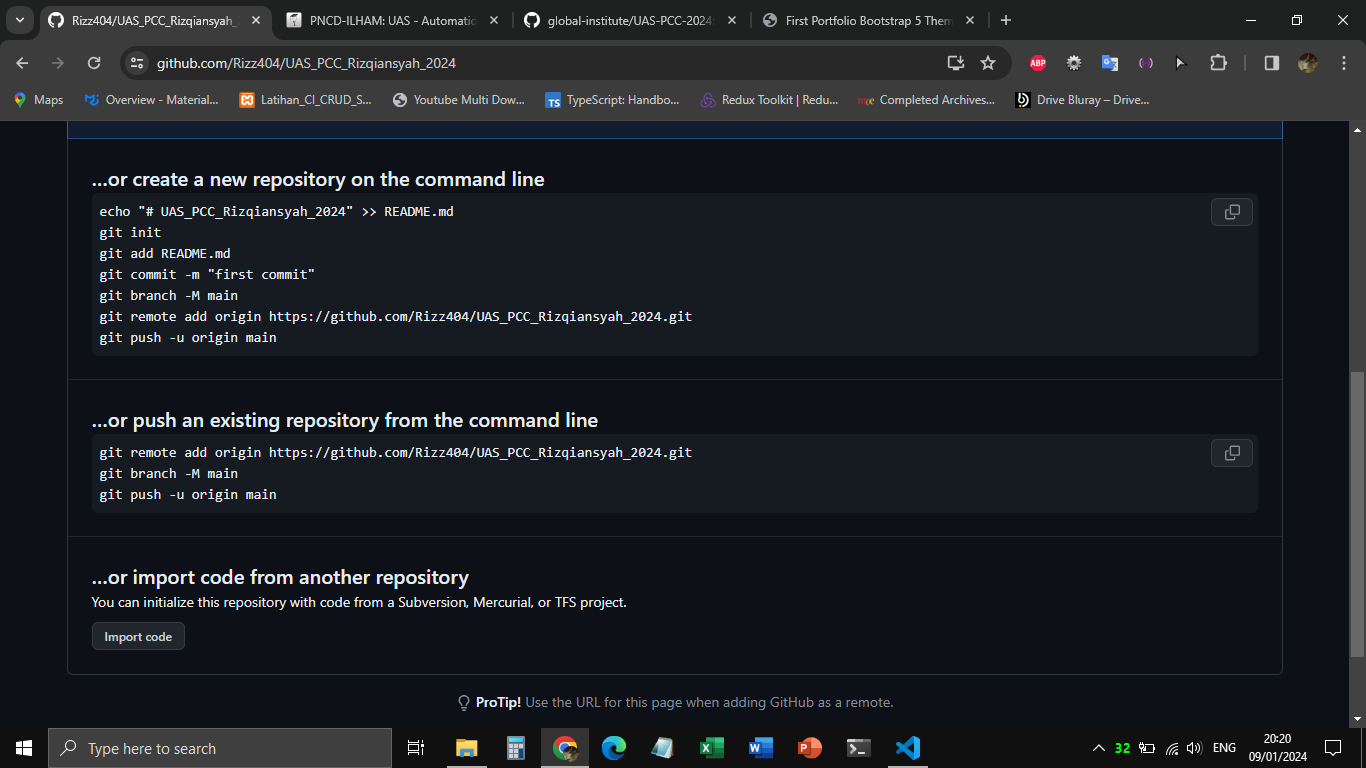 Rizz404/UAS_PCC_Rizqiansyah_
PNCD-ILHAM: UAS - Automatio
global-institute/UAS-PCC-2024
First Portfolio Bootstrap 5 Them
github.com/Rizz404/UAS_PCC_Rizqiansyah_2024
ABP
Maps
Overview - Material...
Latihan_CI_CRUD_S...
Youtube Multi Dow...
TS
TypeScript: Handbo...
Redux Toolkit | Redu...
Completed Archives...
Drive Bluray – Drive...
…or create a new repository on the command line
echo "# UAS_PCC_Rizqiansyah_2024" >> README.md
git init
git add README.md
git commit -m "first commit"
git branch -M main
git remote add origin https://github.com/Rizz404/UAS_PCC_Rizqiansyah_2024.git
git push -u origin main
…or push an existing repository from the command line
git remote add origin https://github.com/Rizz404/UAS_PCC_Rizqiansyah_2024.git
git branch -M main
git push -u origin main
…or import code from another repository
You can initialize this repository with code from a Subversion, Mercurial, or TFS project.
Import code
ProTip! Use the URL for this page when adding GitHub as a remote.
Type here to search
32
ENG
20:20
09/01/2024